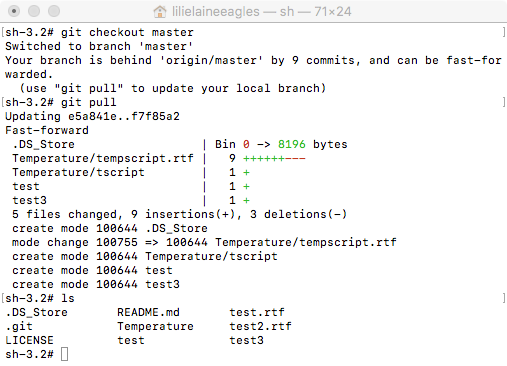 lilielaineeagles — sh — 71×24
[sh-3.2# git checkout master ]
Switched to branch 'master'
Your branch is behind 'origin/master' by 9 commits, and can be fast-for
warded.
  (use "git pull" to update your local branch)
[sh-3.2# git pull ]
Updating e5a841e..f7f85a2
Fast-forward
 .DS_Store                  | Bin 0 -> 8196 bytes
 Temperature/tempscript.rtf |   9 ++++++---
 Temperature/tscript        |   1 +
 test                       |   1 +
 test3                      |   1 +
 5 files changed, 9 insertions(+), 3 deletions(-)
 create mode 100644 .DS_Store
 mode change 100755 => 100644 Temperature/tempscript.rtf
 create mode 100644 Temperature/tscript
 create mode 100644 test
 create mode 100644 test3
[sh-3.2# ls ]
.DS_Store       README.md       test.rtf
.git            Temperature     test2.rtf
LICENSE         test            test3
sh-3.2#